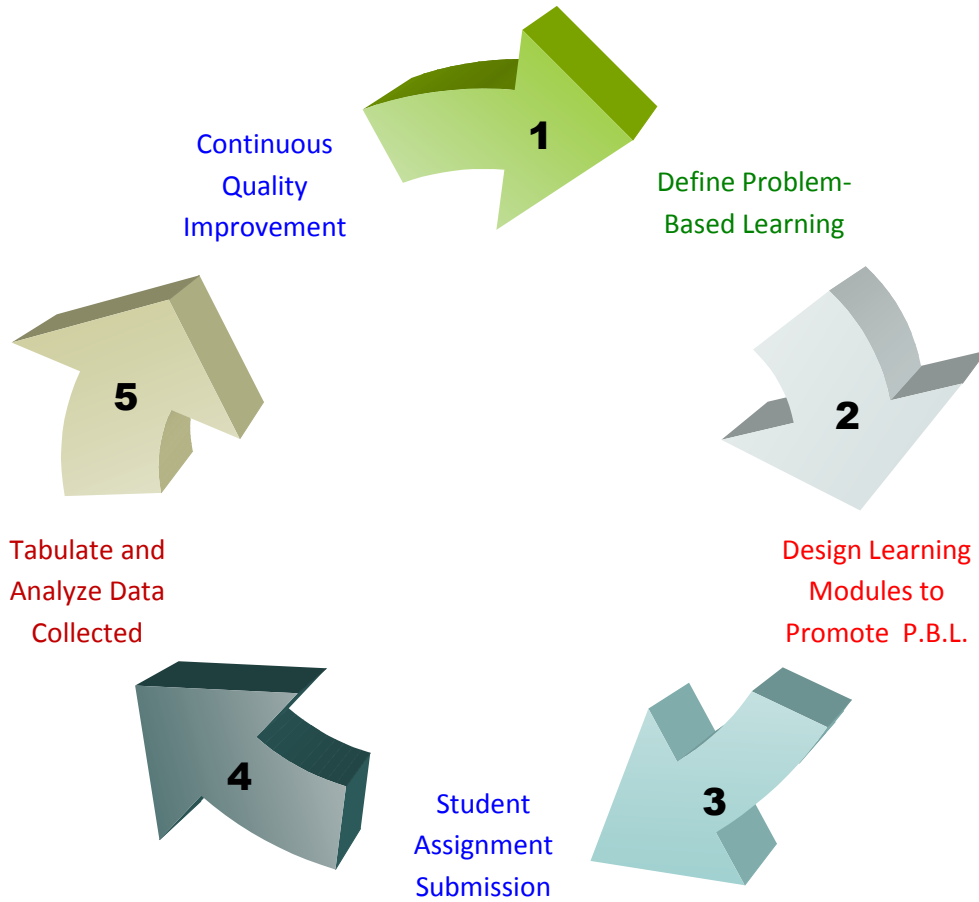 1
Continuous
Quality
Improvement
Define Problem-
Based Learning
5
2
Tabulate and
Analyze Data
Collected
Design Learning
Modules to
Promote  P.B.L.
4
3
Student
Assignment
Submission